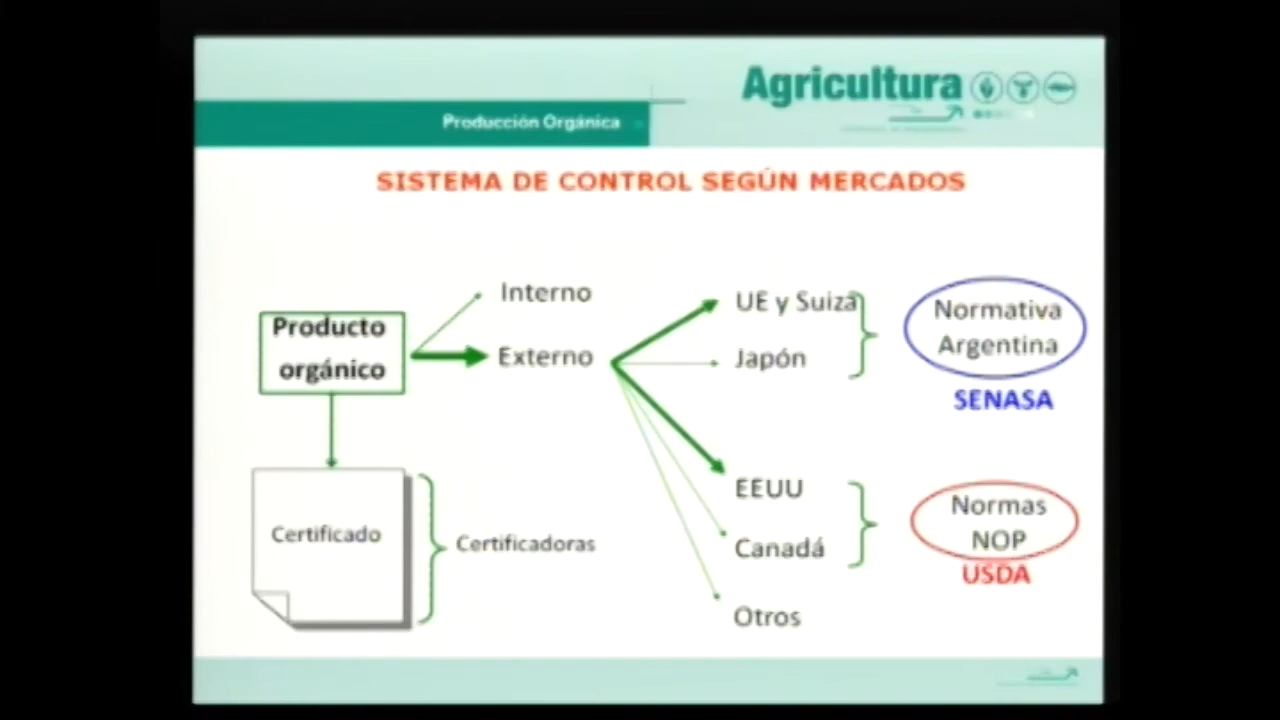 Agricultura
Producción Orgánica
SISTEMA DE CONTROL SEGÚN MERCADOS
Producto
orgánico
Interno
Externo
UE y Suiza
Japón
Normativa
Argentina
SENASA
Certificado
Certificadoras
EEUU
Canadá
Otros
Normas
NOP
USDA